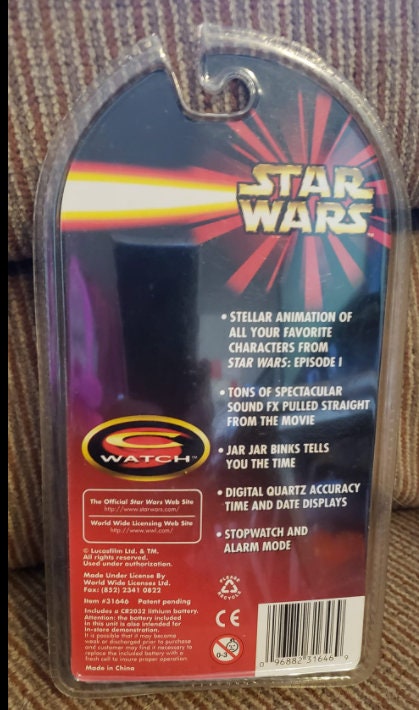 STAR
WARS
• STELLAR ANIMATION OF
ALL YOUR FAVORITE
CHARACTERS FROM
STAR WARS: EPISODE I
• TONS OF SPECTACULAR
SOUND FX PULLED STRAIGHT
FROM THE MOVIE
• JAR JAR BINKS TELLS
YOU THE TIME
• DIGITAL QUARTZ ACCURACY
TIME AND DATE DISPLAYS
• STOPWATCH AND
ALARM MODE
C
WATCH™
The Official Star Wars Web Site
http://www.starwars.com/
World Wide Licensing Web Site
http://www.wwl.com/
© Lucasfilm Ltd. & TM.
All rights reserved.
Used under authorization.
Made Under License By
World Wide Licenses Ltd.
Fax: (852) 2341 0822
Item #31646 Patent pending
Includes a CR2032 lithium battery.
Attention: the battery included
in this unit is also intended for
in-store demonstration.
It is possible that it may become
weak or discharged prior to purchase
and customer may find it necessary to
replace the included battery with a
fresh cell to insure proper operation.
Made in China
PLEASE
RECYCLE
CE
0-3
0 96882 31646 9